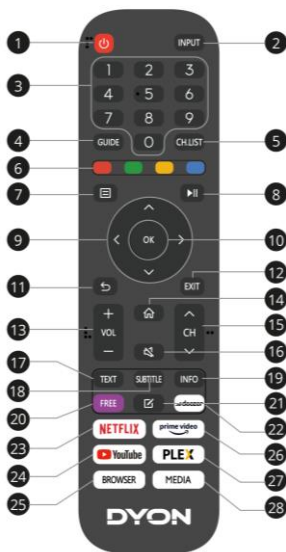 1 INPUT 2
3 1 2 3
4 5 6
7 8 9
4 GUIDE 0 CH.LIST 5
6
7 8
9 OK 10
11 EXIT 12
14
13 + VOL − CH 15
16
17 TEXT SUBTITLE INFO 19
18
20 FREE 21
22
23 NETFLIX prime video 26
24 YouTube PLEX 27
25 BROWSER MEDIA 28
DYON